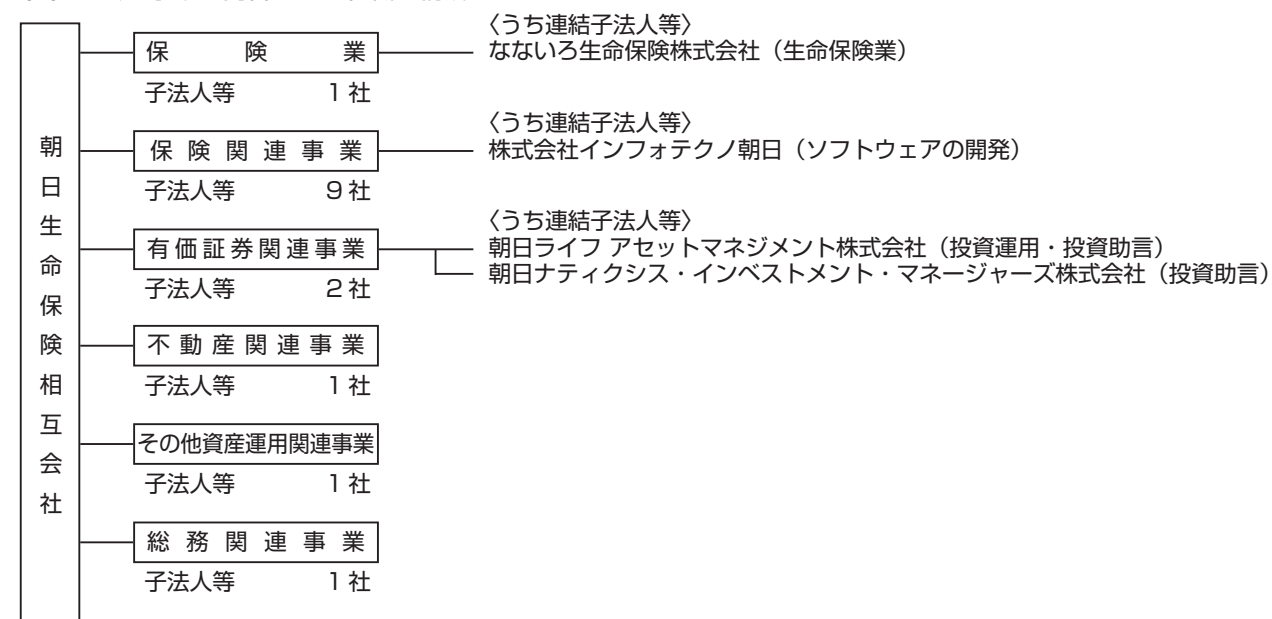 朝日生命保険相互会社
保険業
子法人等 1社
〈うち連結子法人等〉
なないろ生命保険株式会社（生命保険業）
保険関連事業
子法人等 9社
〈うち連結子法人等〉
株式会社インフォテクノ朝日（ソフトウェアの開発）
有価証券関連事業
子法人等 2社
〈うち連結子法人等〉
朝日ライフ アセットマネジメント株式会社（投資運用・投資助言）
朝日ナティクシス・インベストメント・マネージャーズ株式会社（投資助言）
不動産関連事業
子法人等 1社
その他資産運用関連事業
子法人等 1社
総務関連事業
子法人等 1社